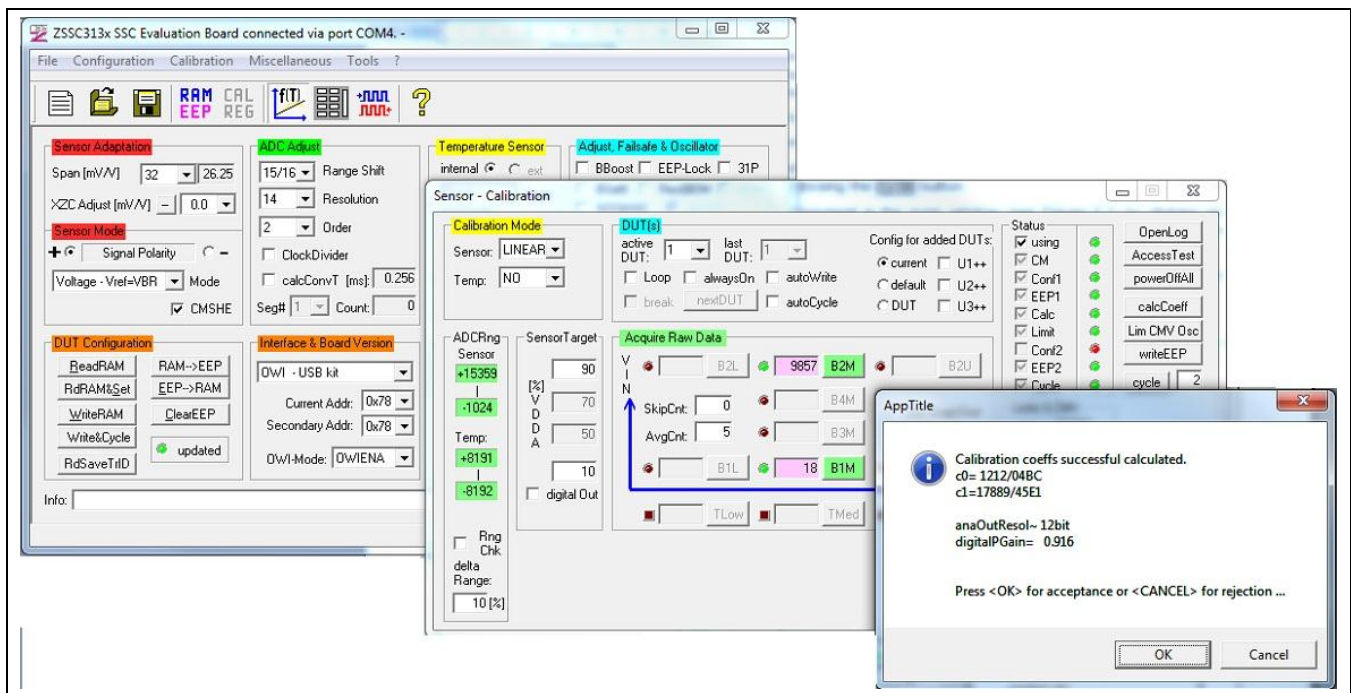 ZSSC313x SSC Evaluation Board connected via port COM4. -
File Configuration Calibration Miscellaneous Tools ?
RAM EEP CAL REG f(T) ?
Sensor Adaptation
Span [mV/V] 32 26.25
XZC Adjust [mV/V] - 0.0
Sensor Mode
+ Signal Polarity -
Voltage - Vref=VBR Mode
CMSHE
ADC Adjust
15/16 Range Shift
14 Resolution
2 Order
ClockDivider
calcConvT [ms]: 0.256
Seg# 1 Count: 0
Temperature Sensor
internal ext
Adjust, Failsafe & Oscillator
BBoost EEP-Lock 31P
DUT Configuration
ReadRAM RAM-->EEP
RdRAM&Set EEP->RAM
WriteRAM ClearEEP
Write&Cycle updated
RdSaveTrID
Interface & Board Version
OWI - USB kit
Current Addr: 0x78
Secondary Addr: 0x78
OWI-Mode: OWIENA
Info:
Sensor - Calibration
Calibration Mode
Sensor: LINEAR
Temp: NO
DUT(s)
active DUT: 1 last DUT: 1
Loop alwaysOn autoWrite
break nextDUT autoCycle
Config for added DUTs:
current U1++
default U2++
DUT U3++
Status
using
CM
Conf1
EEP1
Calc
Limit
Conf2
EEP2
Cycle
OpenLog
AccessTest
powerOffAll
calcCoeff
Lim CMV Osc
writeEEP
cycle 2
ADCRng
Sensor
+15359
|
-1024
Temp:
+8191
|
-8192
Rng
Chk
delta
Range:
10 [%]
SensorTarget
90
[%] 70
VDDA 50
10
digital Out
Acquire Raw Data
VIN
B2L 9857 B2M B2U
SkipCnt: 0 B4M
AvgCnt: 5 B3M
B1L 18 B1M
TLow TMed
AppTitle
Calibration coeffs successful calculated.
c0= 1212/04BC
c1=17889/45E1
anaOutResol~ 12bit
digitalPGain= 0.916
Press <OK> for acceptance or <CANCEL> for rejection ...
OK Cancel